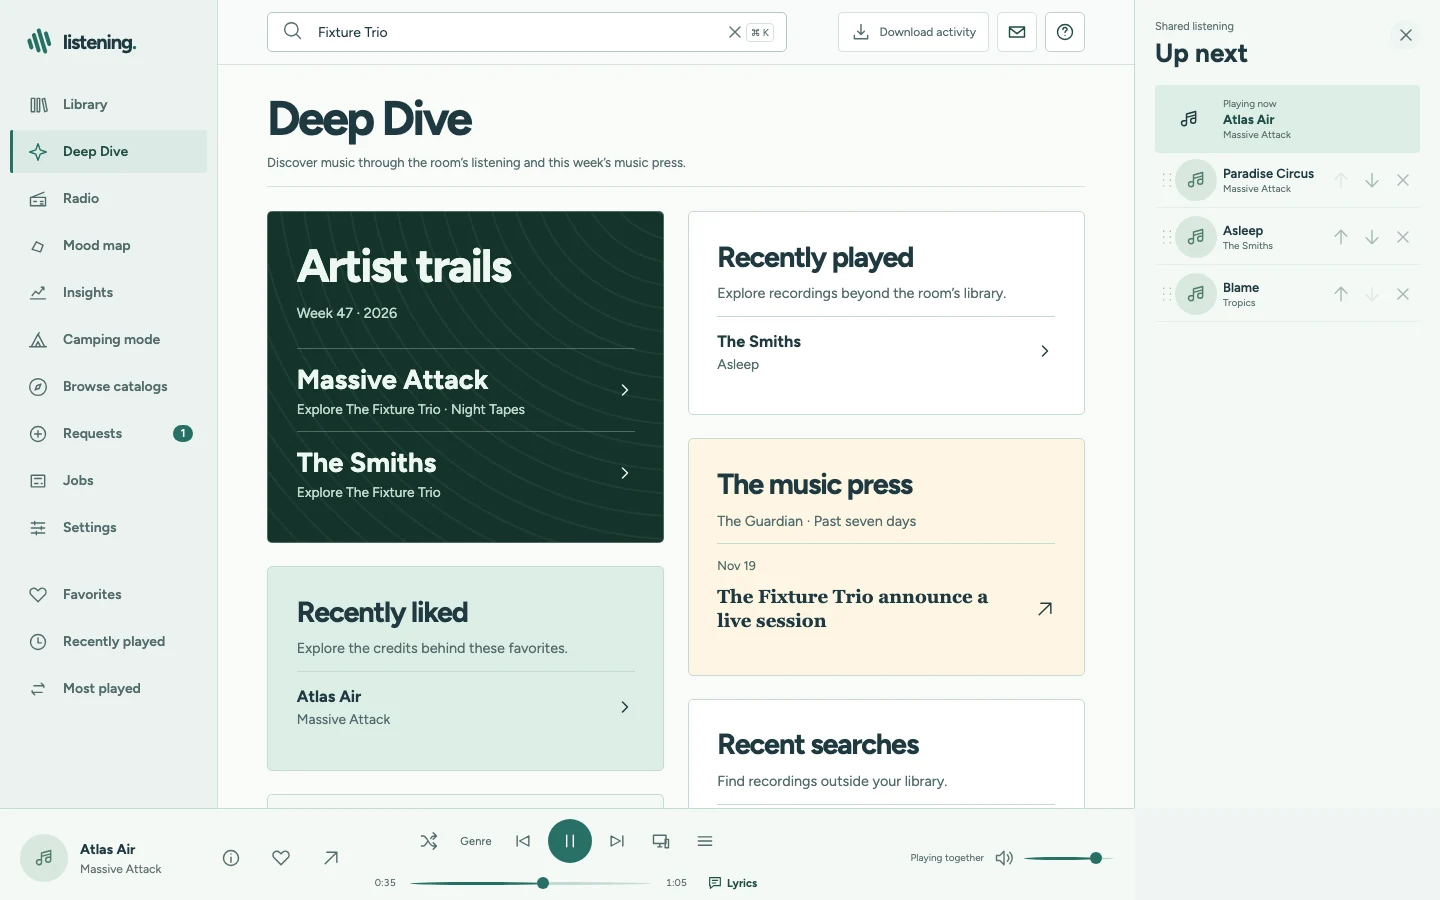 listening.
Library
Deep Dive
Radio
Mood map
Insights
Camping mode
Browse catalogs
Requests
1
Jobs
Settings
Favorites
Recently played
Most played
Fixture Trio
⌘ K
Download activity
Deep Dive
Discover music through the room's listening and this week's music press.
Artist trails
Week 47 · 2026
Massive Attack
Explore The Fixture Trio · Night Tapes
The Smiths
Explore The Fixture Trio
Recently liked
Explore the credits behind these favorites.
Atlas Air
Massive Attack
Recently played
Explore recordings beyond the room's library.
The Smiths
Asleep
The music press
The Guardian · Past seven days
Nov 19
The Fixture Trio announce a
live session
Recent searches
Find recordings outside your library.
Shared listening
Up next
Playing now
Atlas Air
Massive Attack
Paradise Circus
Massive Attack
Asleep
The Smiths
Blame
Tropics
Atlas Air
Massive Attack
Genre
0:35
1:05
Lyrics
Playing together